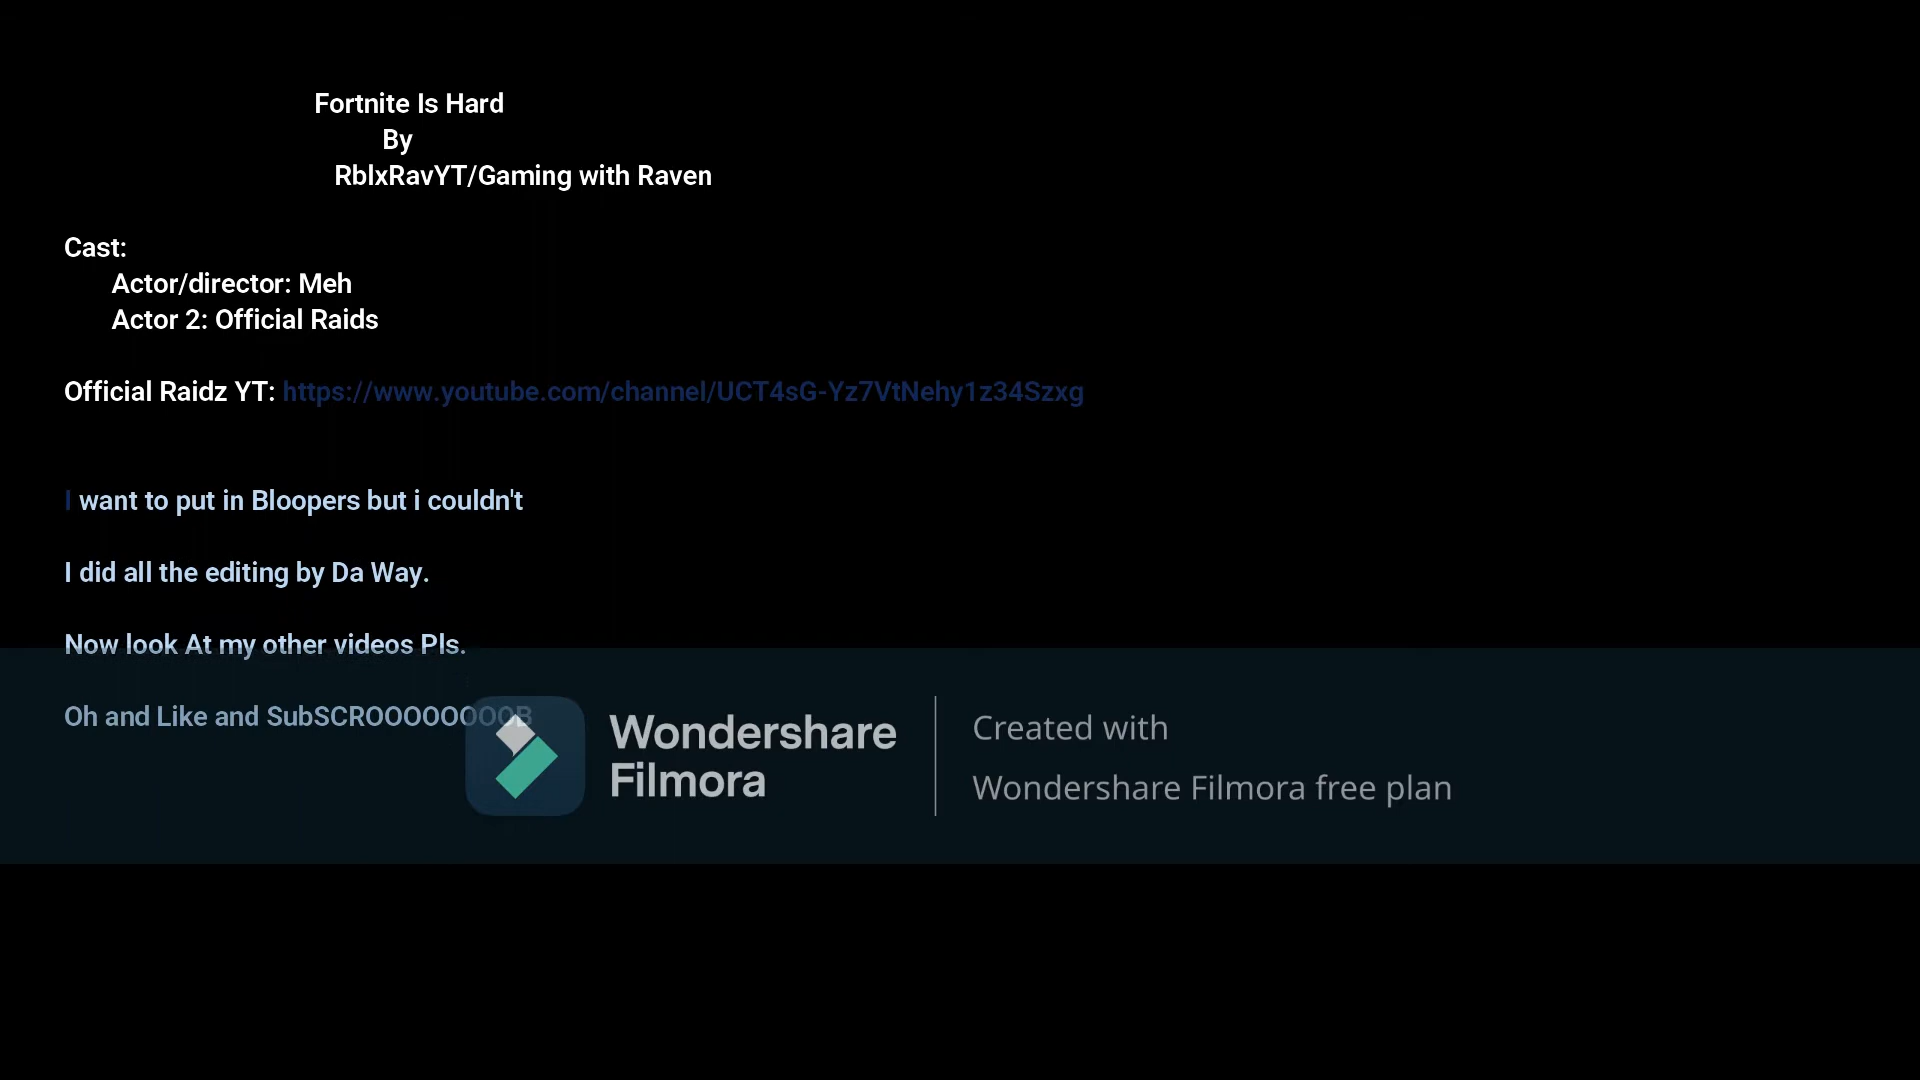 Fortnite Is Hard
By
RblxRavYT/Gaming with Raven
Cast:
Actor/director: Meh
Actor 2: Official Raids
Official Raidz YT: https://www.youtube.com/channel/UCT4sG-Yz7VtNehy1z34Szxg
I want to put in Bloopers but i couldn't
I did all the editing by Da Way.
Now look At my other videos Pls.
Oh and Like and SubSCROOOOOOOOB
Wondershare
Filmora
Created with
Wondershare Filmora free plan